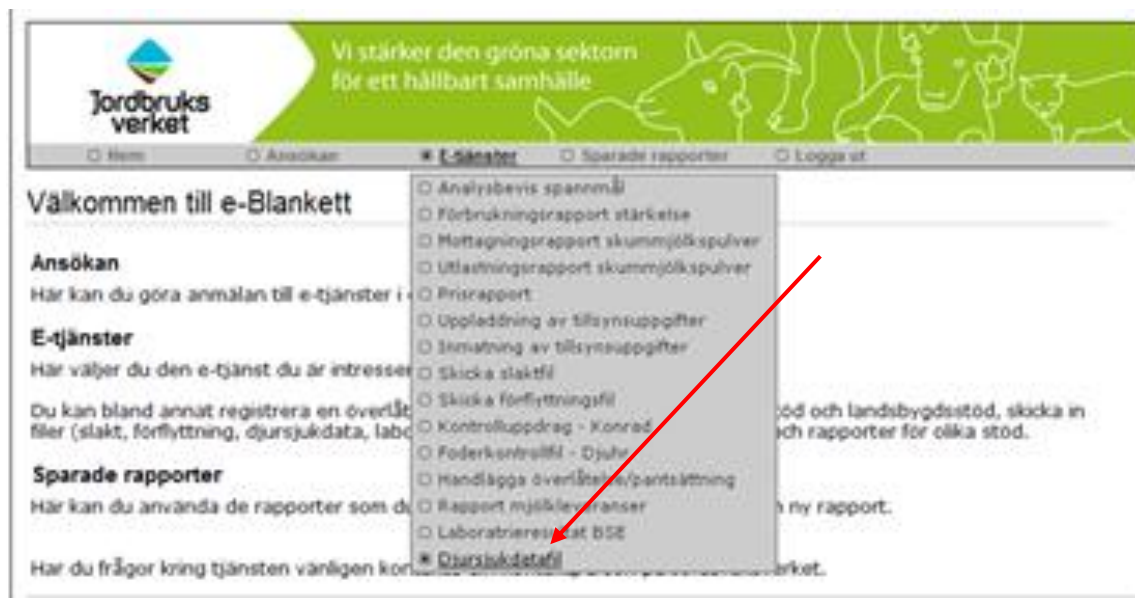 Jordbruks
verket
Vi stärker den gröna sektorn
för ett hållbart samhälle
Hem Ansökan E-tjänster Sparade rapporter Logga ut
Välkommen till e-Blankett
Ansökan
Här kan du göra anmälan till e-tjänster i
E-tjänster
Här väljer du den e-tjänst du är intresser
Du kan bland annat registrera en överlåt öd och landsbygdsstöd, skicka in
filer (slakt, förflyttning, djursjukdata, labo ch rapporter för olika stöd.
Sparade rapporter
Här kan du använda de rapporter som du n ny rapport.
Har du frågor kring tjänsten vänligen kon erket.
Analysbevis spannmål
Förbrukningsrapport stärkelse
Mottagningsrapport skummjölkspulver
Utlastningsrapport skummjölkspulver
Prisrapport
Uppladdning av tillsynsuppgifter
Inmatning av tillsynsuppgifter
Skicka slaktfil
Skicka förflyttningsfil
Kontrolluppdrag - Konrad
Foderkontrollfil - Djuhr
Handlägga överlåtelse/pantsättning
Rapport mjölkleveranser
Laboratrieresultat BSE
Djursjukdatafil